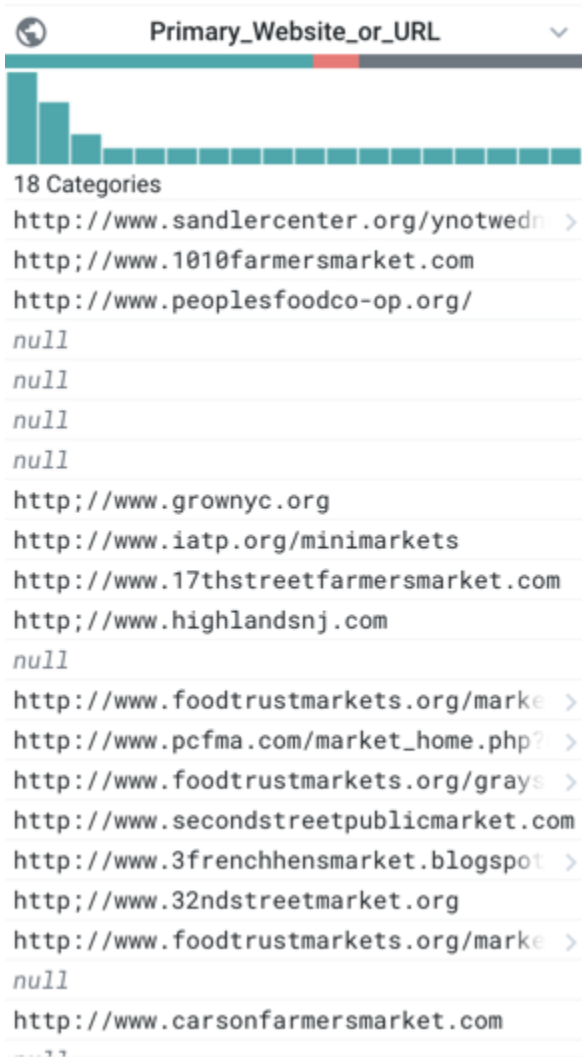 Primary_Website_or_URL
18 Categories
http://www.sandlercenter.org/ynotwedn
http;//www.1010farmersmarket.com
http://www.peoplesfoodco-op.org/
null
null
null
null
http;//www.grownyc.org
http://www.iatp.org/minimarkets
http://www.17thstreetfarmersmarket.com
http;//www.highlandsnj.com
null
http://www.foodtrustmarkets.org/marke
http://www.pcfma.com/market_home.php?
http://www.foodtrustmarkets.org/grays
http://www.secondstreetpublicmarket.com
http://www.3frenchhensmarket.blogspot
http;//www.32ndstreetmarket.org
http://www.foodtrustmarkets.org/marke
null
http://www.carsonfarmersmarket.com